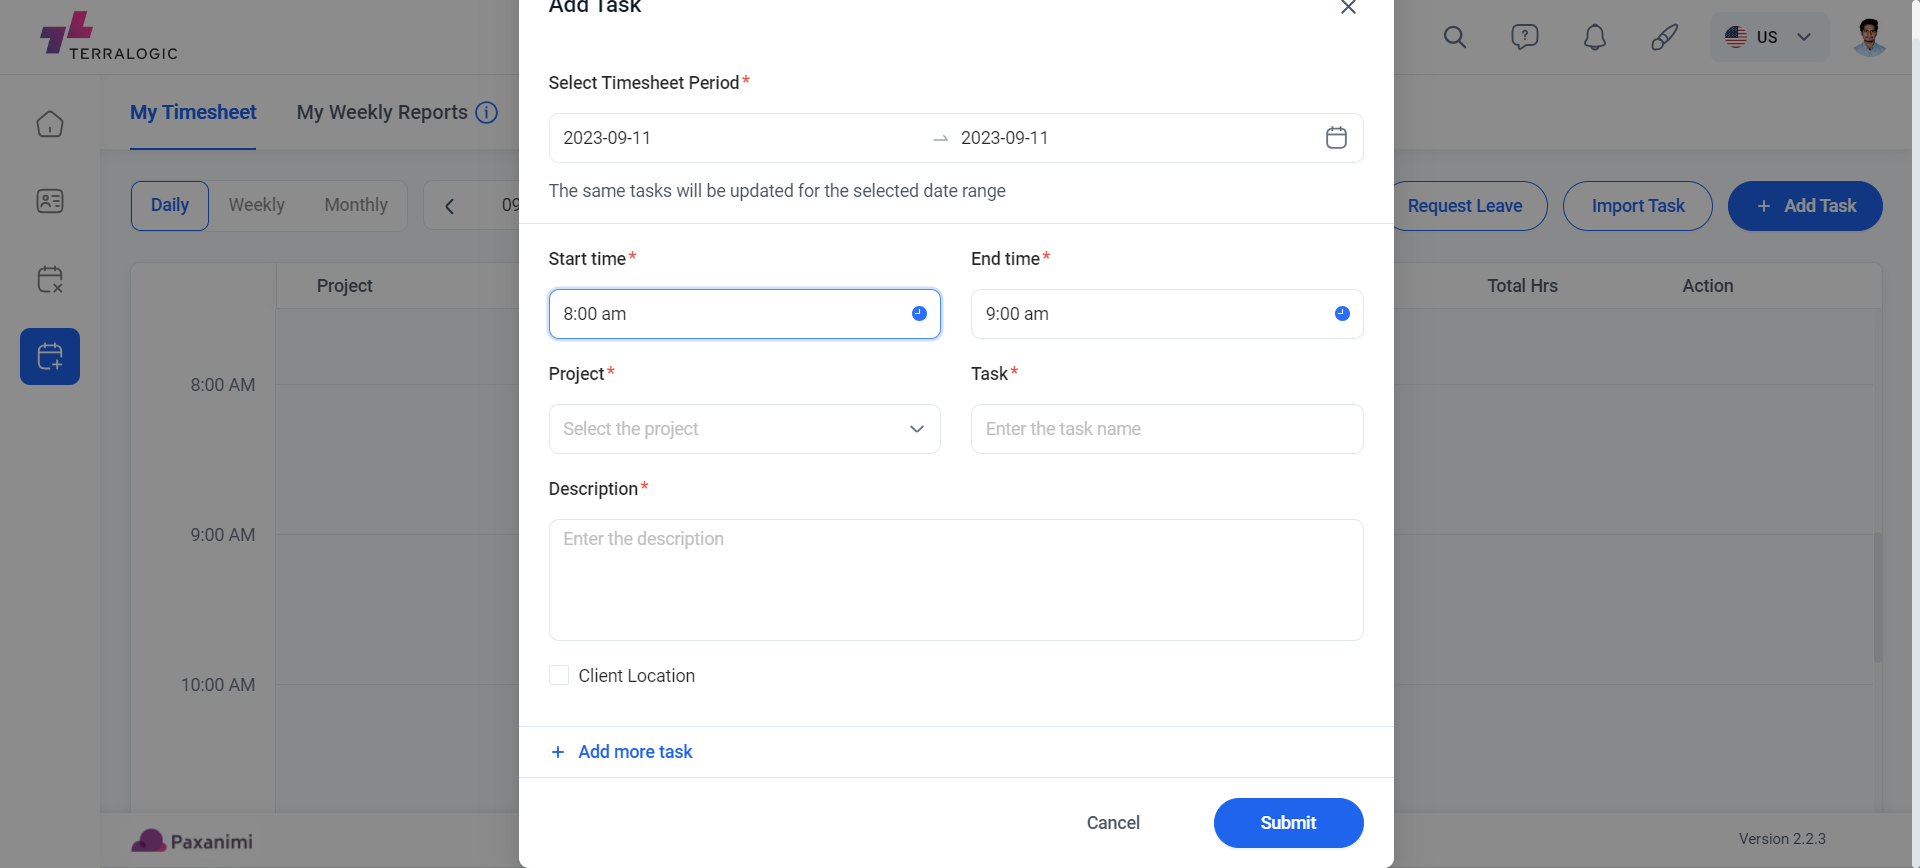 Add Task
TERRALOGIC
US
Select Timesheet Period*
My Timesheet
My Weekly Reports
2023-09-11
2023-09-11
The same tasks will be updated for the selected date range
Daily
Weekly
Monthly
09
Request Leave
Import Task
+ Add Task
Start time*
End time*
Project
Total Hrs
Action
8:00 am
9:00 am
Project*
Task*
8:00 AM
Select the project
Enter the task name
Description*
9:00 AM
Enter the description
Client Location
10:00 AM
+ Add more task
Cancel
Submit
Paxanimi
Version 2.2.3